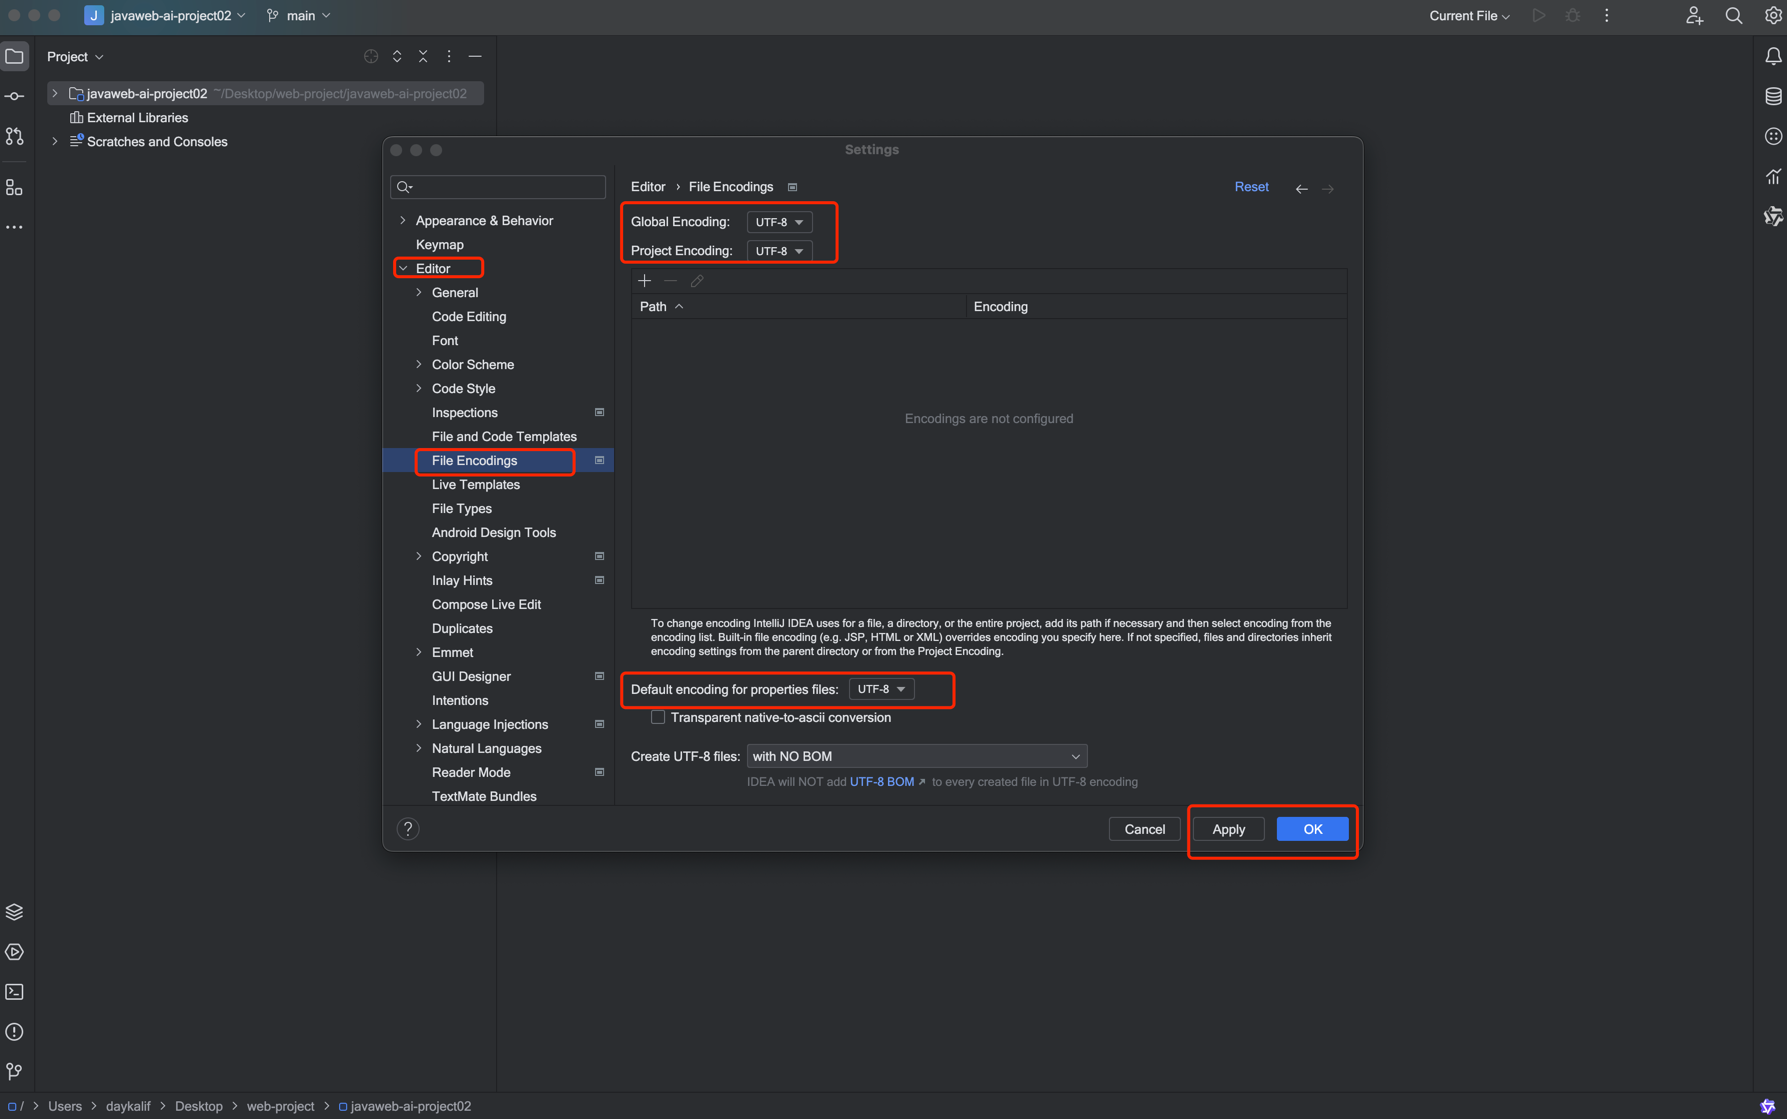 J javaweb-ai-project02 main Current File
Project
javaweb-ai-project02 ~/Desktop/web-project/javaweb-ai-project02
External Libraries
Scratches and Consoles
Settings
Appearance & Behavior
Keymap
Editor
General
Code Editing
Font
Color Scheme
Code Style
Inspections
File and Code Templates
File Encodings
Live Templates
File Types
Android Design Tools
Copyright
Inlay Hints
Compose Live Edit
Duplicates
Emmet
GUI Designer
Intentions
Language Injections
Natural Languages
Reader Mode
TextMate Bundles
Editor › File Encodings Reset
Global Encoding: UTF-8
Project Encoding: UTF-8
Path Encoding
Encodings are not configured
To change encoding IntelliJ IDEA uses for a file, a directory, or the entire project, add its path if necessary and then select encoding from the
encoding list. Built-in file encoding (e.g. JSP, HTML or XML) overrides encoding you specify here. If not specified, files and directories inherit
encoding settings from the parent directory or from the Project Encoding.
Default encoding for properties files: UTF-8
Transparent native-to-ascii conversion
Create UTF-8 files: with NO BOM
IDEA will NOT add UTF-8 BOM ↗ to every created file in UTF-8 encoding
? Cancel Apply OK
/ > Users > daykalif > Desktop > web-project > javaweb-ai-project02